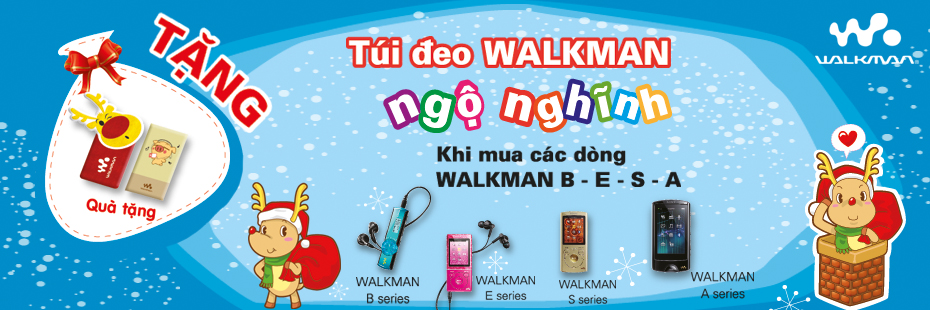 TẶNG
Quà tặng
Túi đeo WALKMAN
ngộ nghĩnh
Khi mua các dòng
WALKMAN B - E - S - A
WALKMAN
B series
WALKMAN
E series
WALKMAN
S series
WALKMAN
A series
WALKMAN